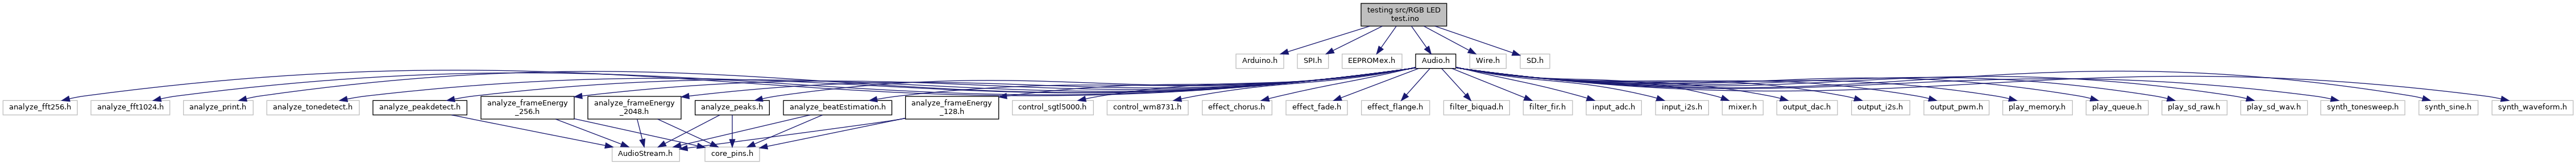 testing src/RGB LED
test.ino
Arduino.h
SPI.h
EEPROMex.h
Audio.h
Wire.h
SD.h
analyze_fft256.h
analyze_fft1024.h
analyze_print.h
analyze_tonedetect.h
analyze_peakdetect.h
analyze_frameEnergy
_256.h
analyze_frameEnergy
_2048.h
analyze_peaks.h
analyze_beatEstimation.h
analyze_frameEnergy
_128.h
control_sgtl5000.h
control_wm8731.h
effect_chorus.h
effect_fade.h
effect_flange.h
filter_biquad.h
filter_fir.h
input_adc.h
input_i2s.h
mixer.h
output_dac.h
output_i2s.h
output_pwm.h
play_memory.h
play_queue.h
play_sd_raw.h
play_sd_wav.h
synth_tonesweep.h
synth_sine.h
synth_waveform.h
AudioStream.h
core_pins.h